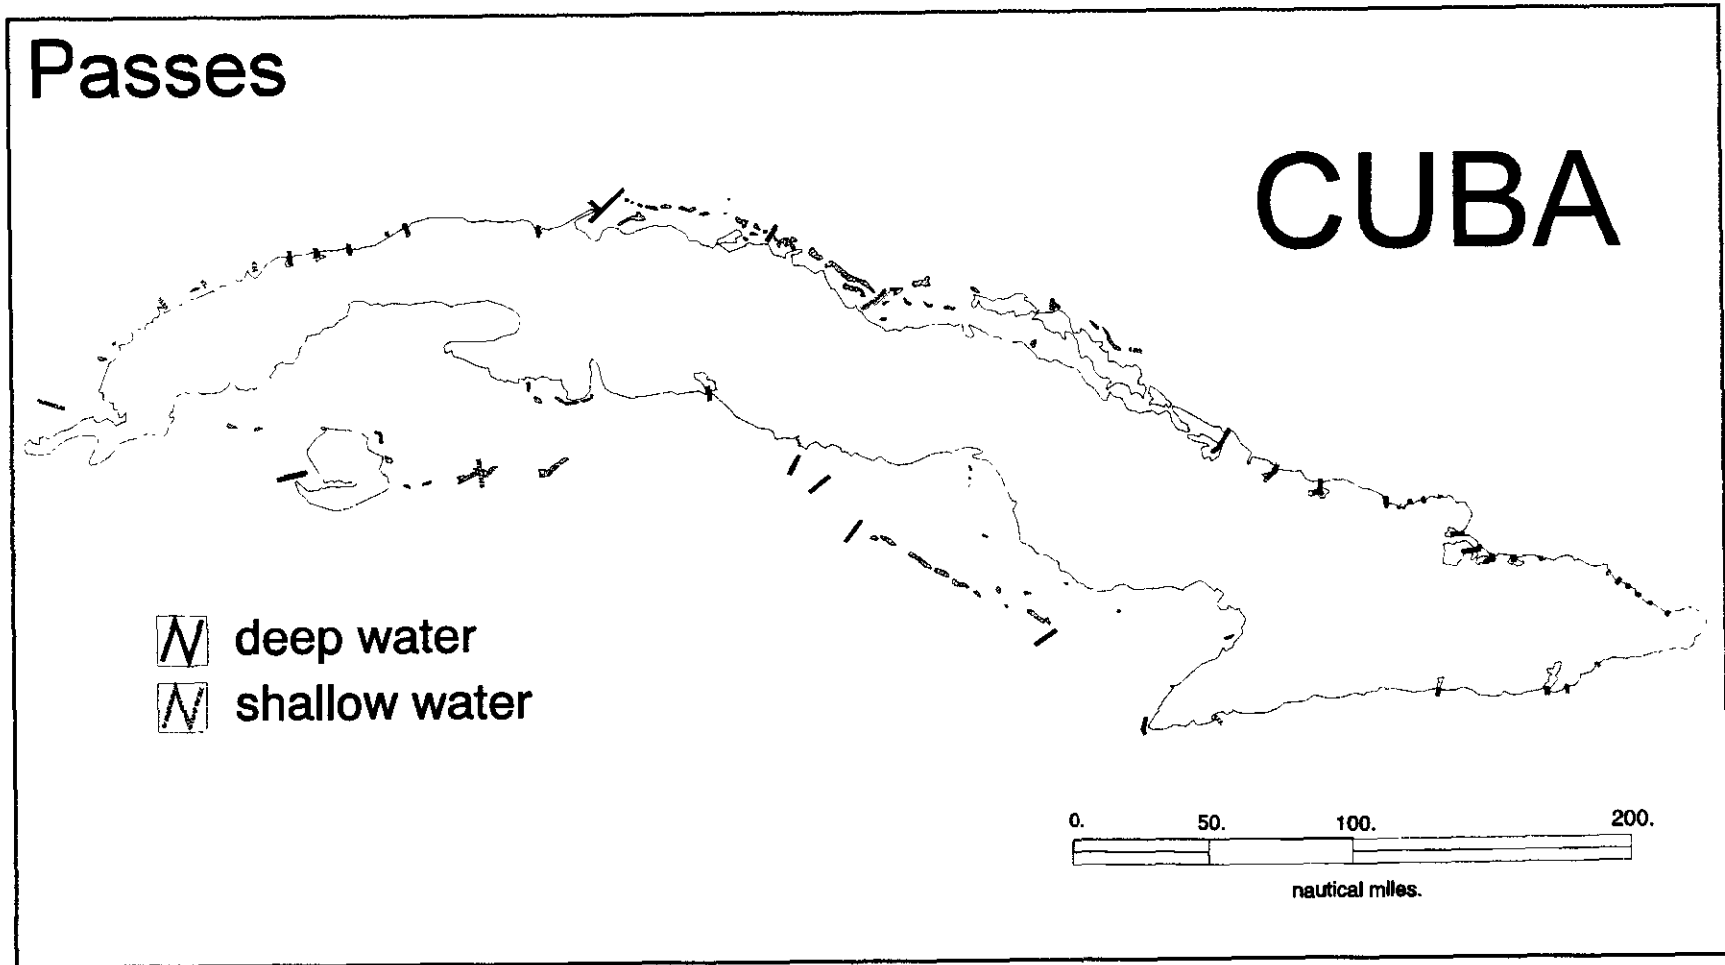 Passes
CUBA
deep water
shallow water
0. 50. 100. 200.
nautical miles.